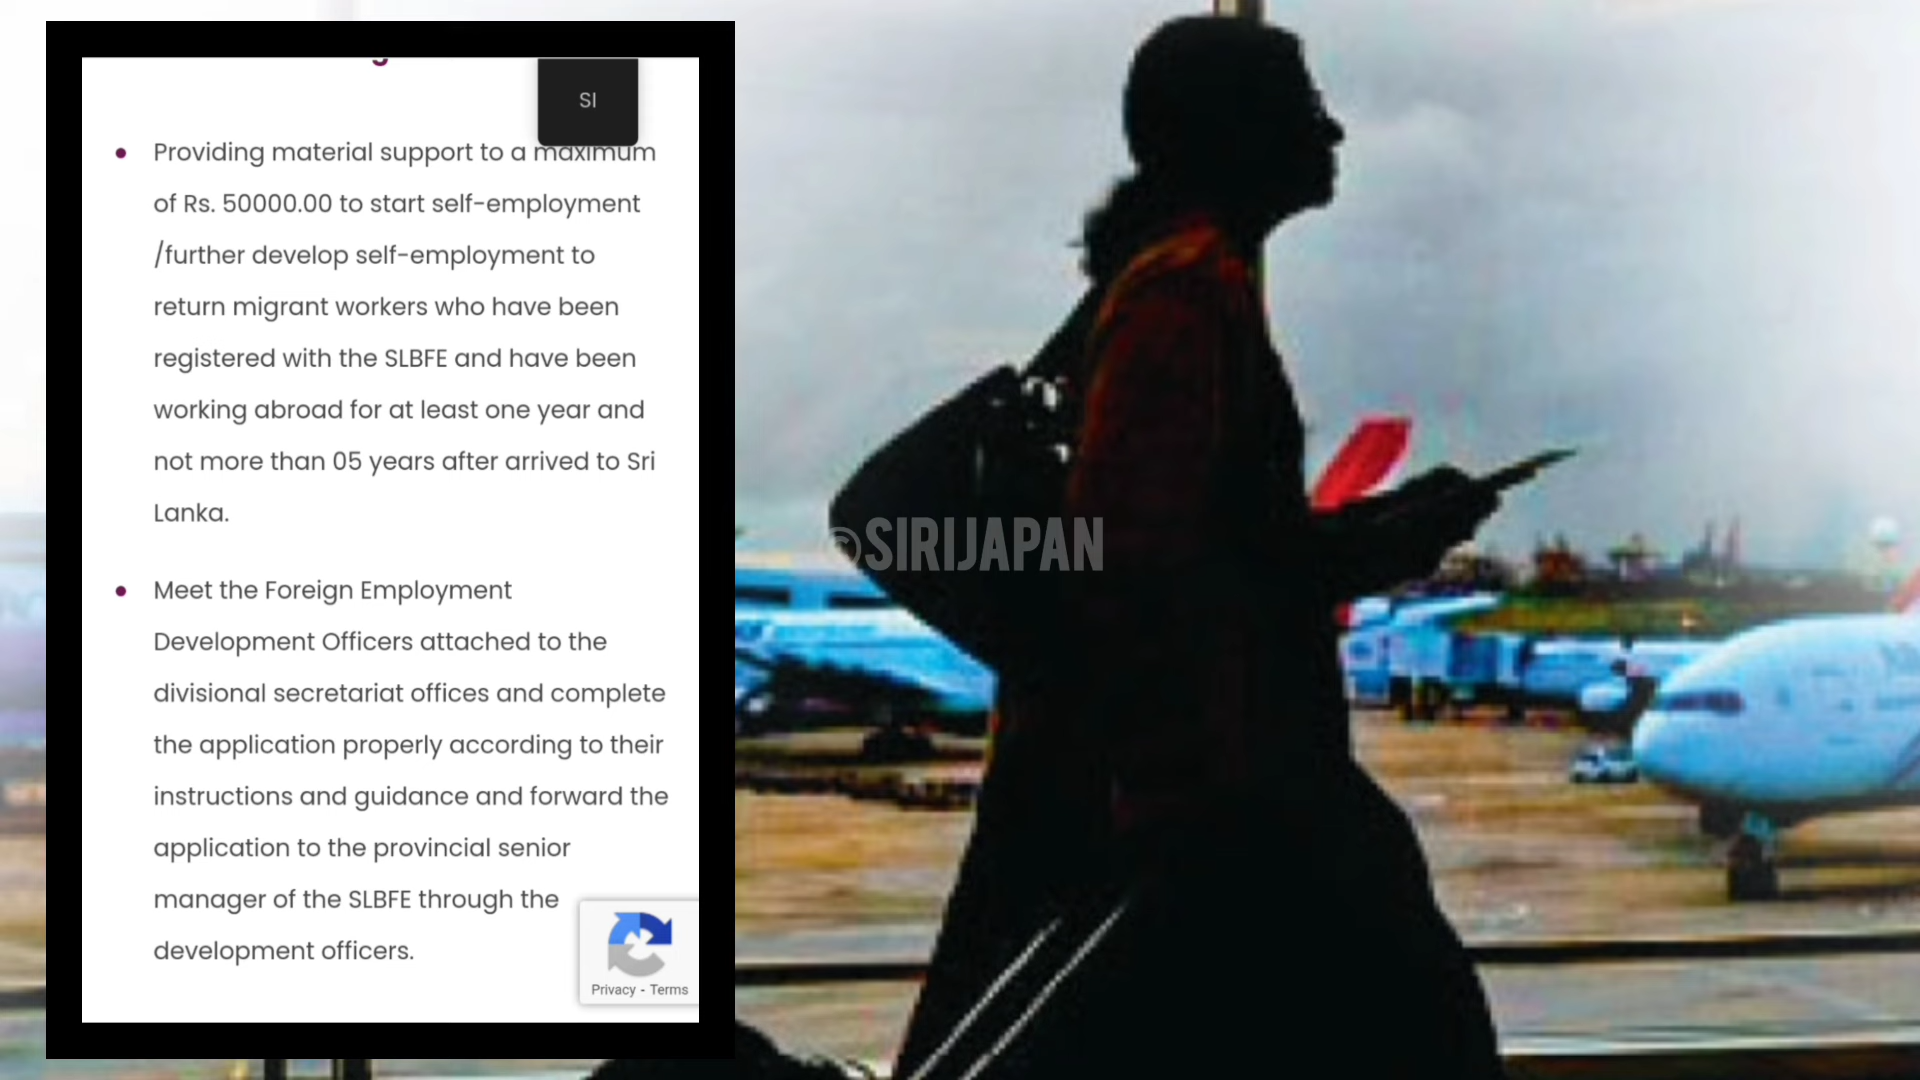 SI
Providing material support to a maximum
of Rs. 50000.00 to start self-employment
/further develop self-employment to
return migrant workers who have been
registered with the SLBFE and have been
working abroad for at least one year and
not more than 05 years after arrived to Sri
Lanka.
Meet the Foreign Employment
Development Officers attached to the
divisional secretariat offices and complete
the application properly according to their
instructions and guidance and forward the
application to the provincial senior
manager of the SLBFE through the
development officers.
Privacy - Terms
©SIRIJAPAN